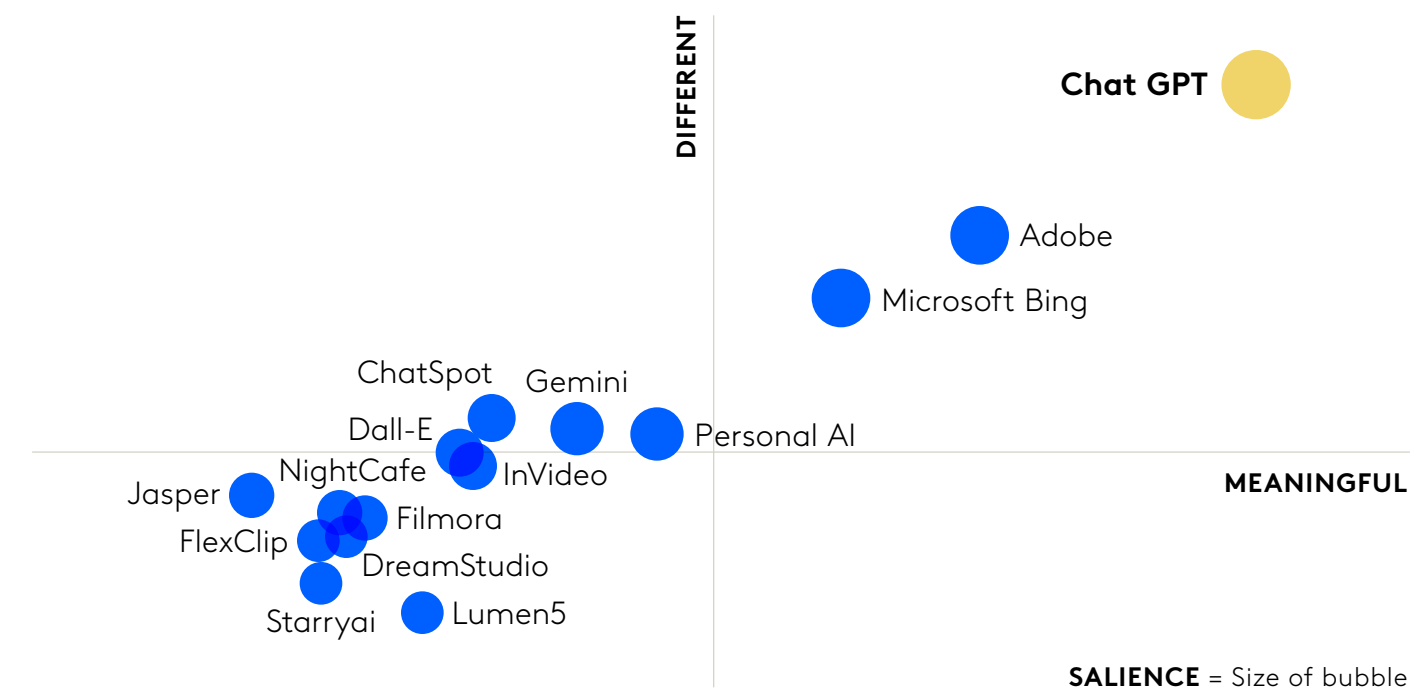 DIFFERENT
Chat GPT
Adobe
Microsoft Bing
ChatSpot
Gemini
Dall-E
Personal AI
NightCafe
InVideo
MEANINGFUL
Jasper
Filmora
FlexClip
DreamStudio
Starryai
Lumen5
SALIENCE = Size of bubble